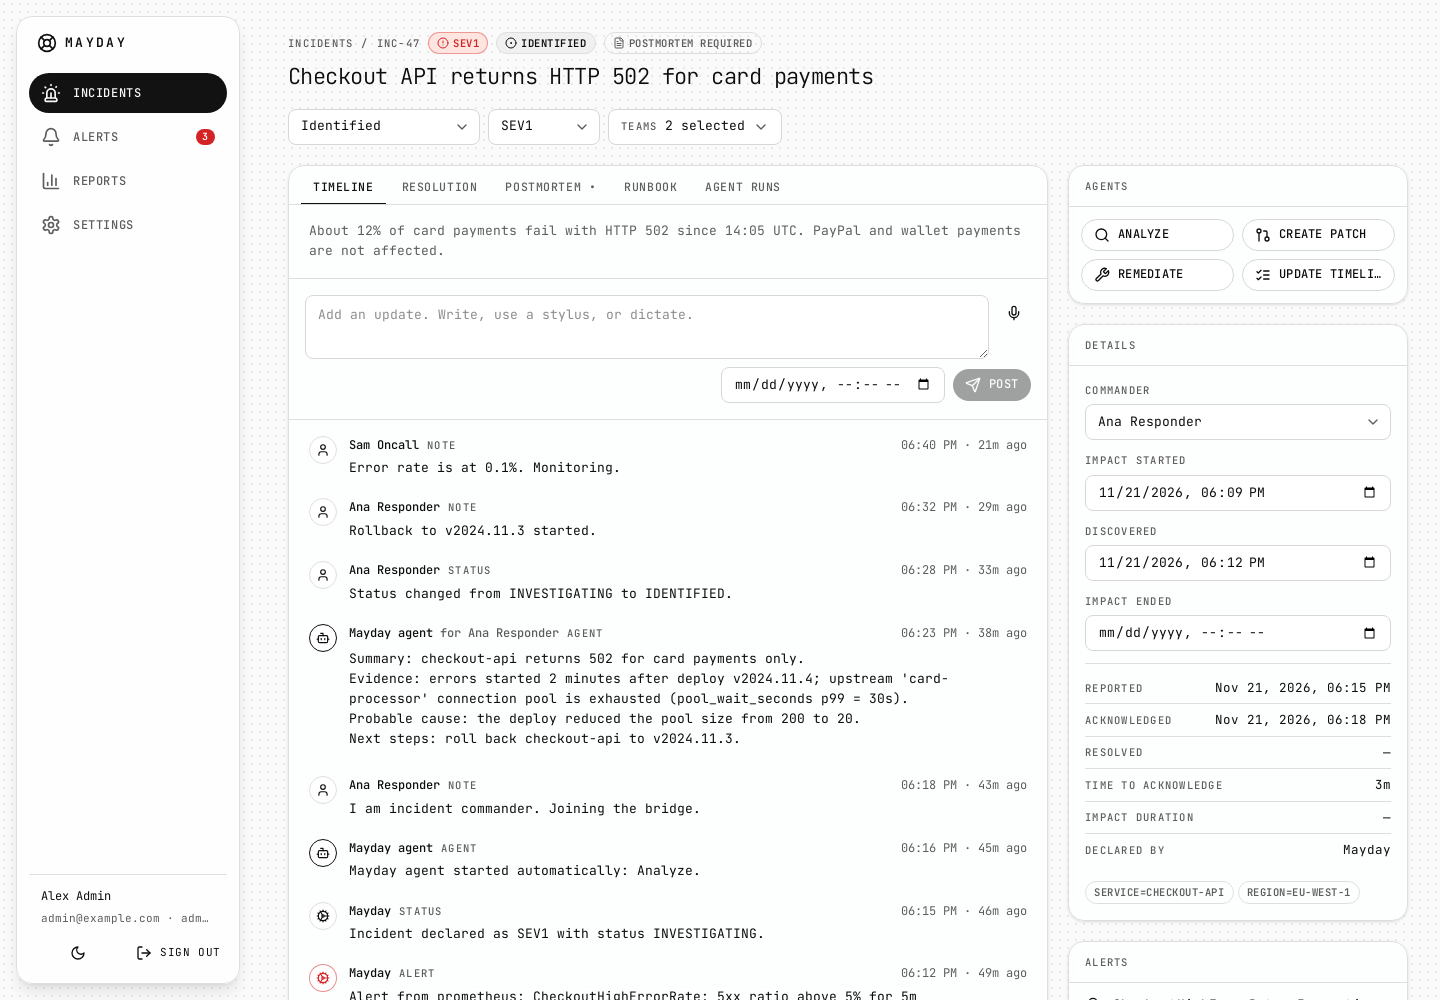 MAYDAY
INCIDENTS
ALERTS
3
REPORTS
SETTINGS
Alex Admin
admin@example.com · adm…
SIGN OUT
INCIDENTS / INC-47
SEV1
IDENTIFIED
POSTMORTEM REQUIRED
Checkout API returns HTTP 502 for card payments
Identified
SEV1
TEAMS 2 selected
TIMELINE
RESOLUTION
POSTMORTEM •
RUNBOOK
AGENT RUNS
About 12% of card payments fail with HTTP 502 since 14:05 UTC. PayPal and wallet payments
are not affected.
Add an update. Write, use a stylus, or dictate.
mm/dd/yyyy, --:-- --
POST
Sam Oncall NOTE
06:40 PM · 21m ago
Error rate is at 0.1%. Monitoring.
Ana Responder NOTE
06:32 PM · 29m ago
Rollback to v2024.11.3 started.
Ana Responder STATUS
06:28 PM · 33m ago
Status changed from INVESTIGATING to IDENTIFIED.
Mayday agent for Ana Responder AGENT
06:23 PM · 38m ago
Summary: checkout-api returns 502 for card payments only.
Evidence: errors started 2 minutes after deploy v2024.11.4; upstream 'card-
processor' connection pool is exhausted (pool_wait_seconds p99 = 30s).
Probable cause: the deploy reduced the pool size from 200 to 20.
Next steps: roll back checkout-api to v2024.11.3.
Ana Responder NOTE
06:18 PM · 43m ago
I am incident commander. Joining the bridge.
Mayday agent AGENT
06:16 PM · 45m ago
Mayday agent started automatically: Analyze.
Mayday STATUS
06:15 PM · 46m ago
Incident declared as SEV1 with status INVESTIGATING.
Mayday ALERT
06:12 PM · 49m ago
Alert from prometheus: CheckoutHighErrorRate: 5xx ratio above 5% for 5m
AGENTS
ANALYZE
CREATE PATCH
REMEDIATE
UPDATE TIMELI…
DETAILS
COMMANDER
Ana Responder
IMPACT STARTED
11/21/2026, 06:09 PM
DISCOVERED
11/21/2026, 06:12 PM
IMPACT ENDED
mm/dd/yyyy, --:-- --
REPORTED
Nov 21, 2026, 06:15 PM
ACKNOWLEDGED
Nov 21, 2026, 06:18 PM
RESOLVED
—
TIME TO ACKNOWLEDGE
3m
IMPACT DURATION
—
DECLARED BY
Mayday
SERVICE=CHECKOUT-API
REGION=EU-WEST-1
ALERTS